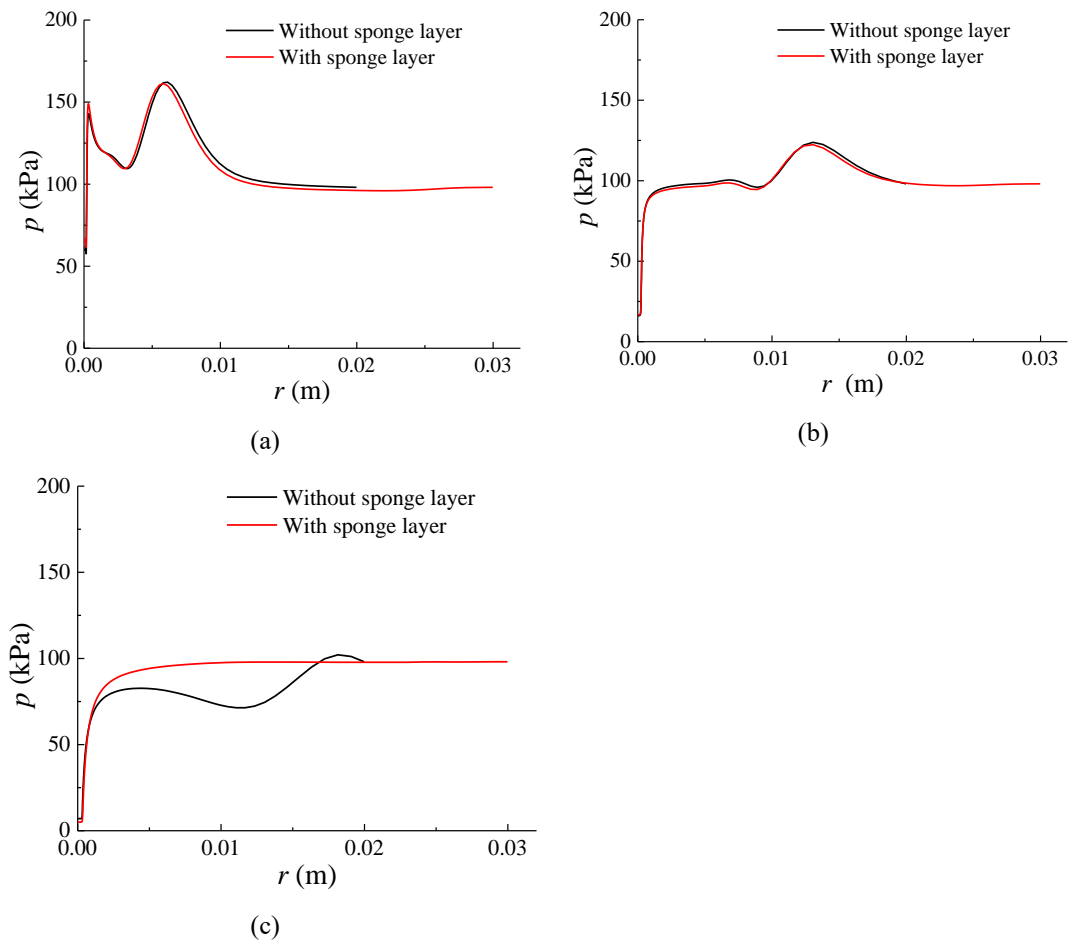 200
150
100
50
0
p (kPa)
Without sponge layer
With sponge layer
0.00 0.01 0.02 0.03
r (m)
(a)
200
150
100
50
0
p (kPa)
Without sponge layer
With sponge layer
0.00 0.01 0.02 0.03
r (m)
(b)
200
150
100
50
0
p (kPa)
Without sponge layer
With sponge layer
0.00 0.01 0.02 0.03
r (m)
(c)